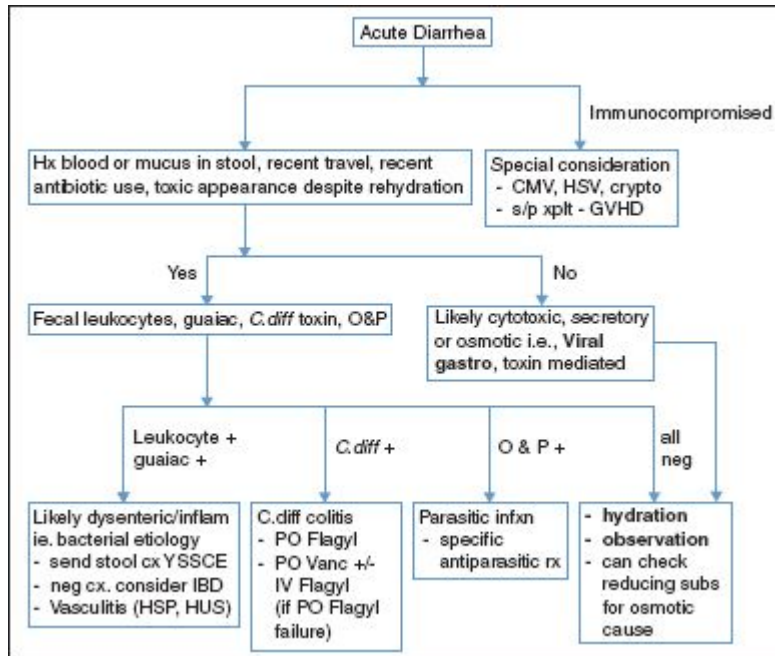 Acute Diarrhea
Immunocompromised
Hx blood or mucus in stool, recent travel, recent
antibiotic use, toxic appearance despite rehydration
Special consideration
- CMV, HSV, crypto
- s/p xplt - GVHD
Yes
No
Fecal leukocytes, guaiac, C.diff toxin, O&P
Likely cytotoxic, secretory
or osmotic i.e., Viral
gastro, toxin mediated
Leukocyte +
guaiac +
C.diff +
O & P +
all
neg
Likely dysenteric/inflam
ie. bacterial etiology
- send stool cx YSSCE
- neg cx. consider IBD
- Vasculitis (HSP, HUS)
C.diff colitis
- PO Flagyl
- PO Vanc +/-
IV Flagyl
(if PO Flagyl
failure)
Parasitic infxn
- specific
antiparasitic rx
- hydration
- observation
- can check
reducing subs
for osmotic
cause